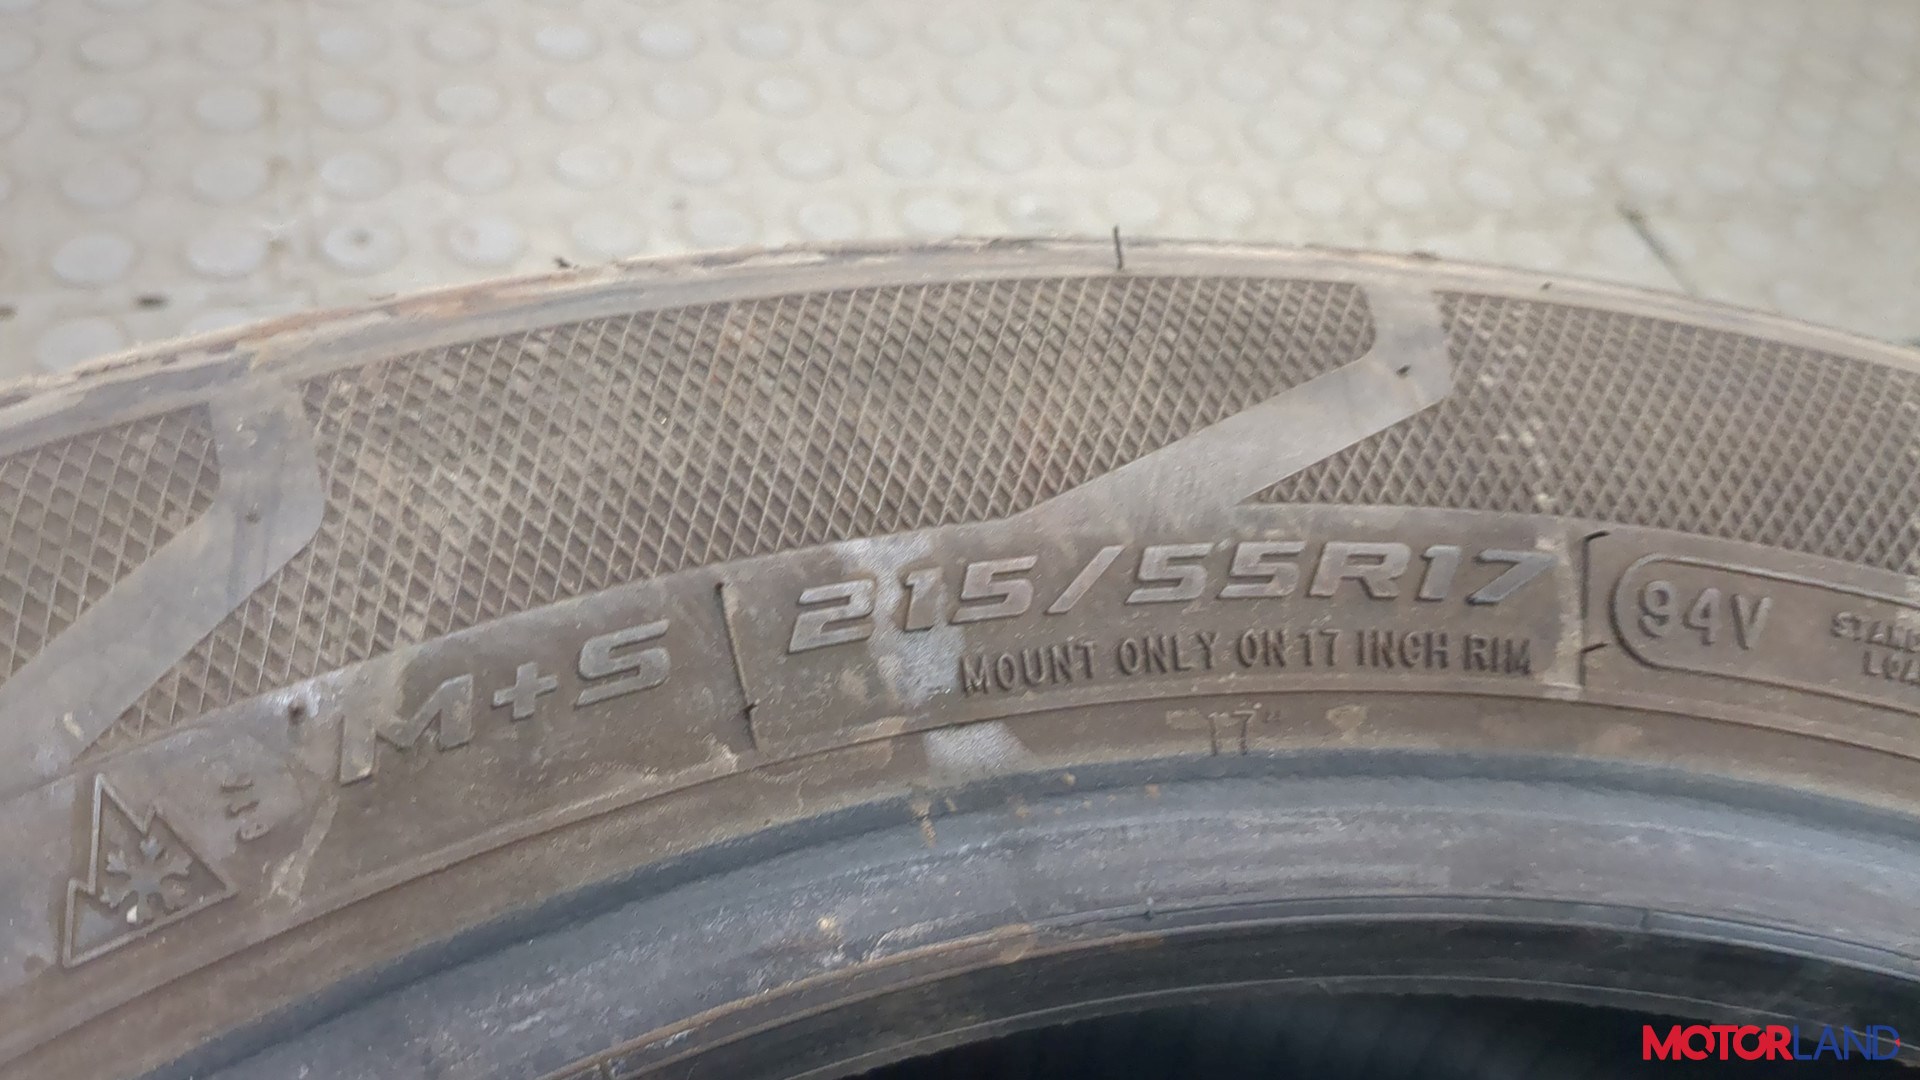 M+S
215/55R17
MOUNT ONLY ON 17 INCH RIM
94V
17"
MOTORLAND